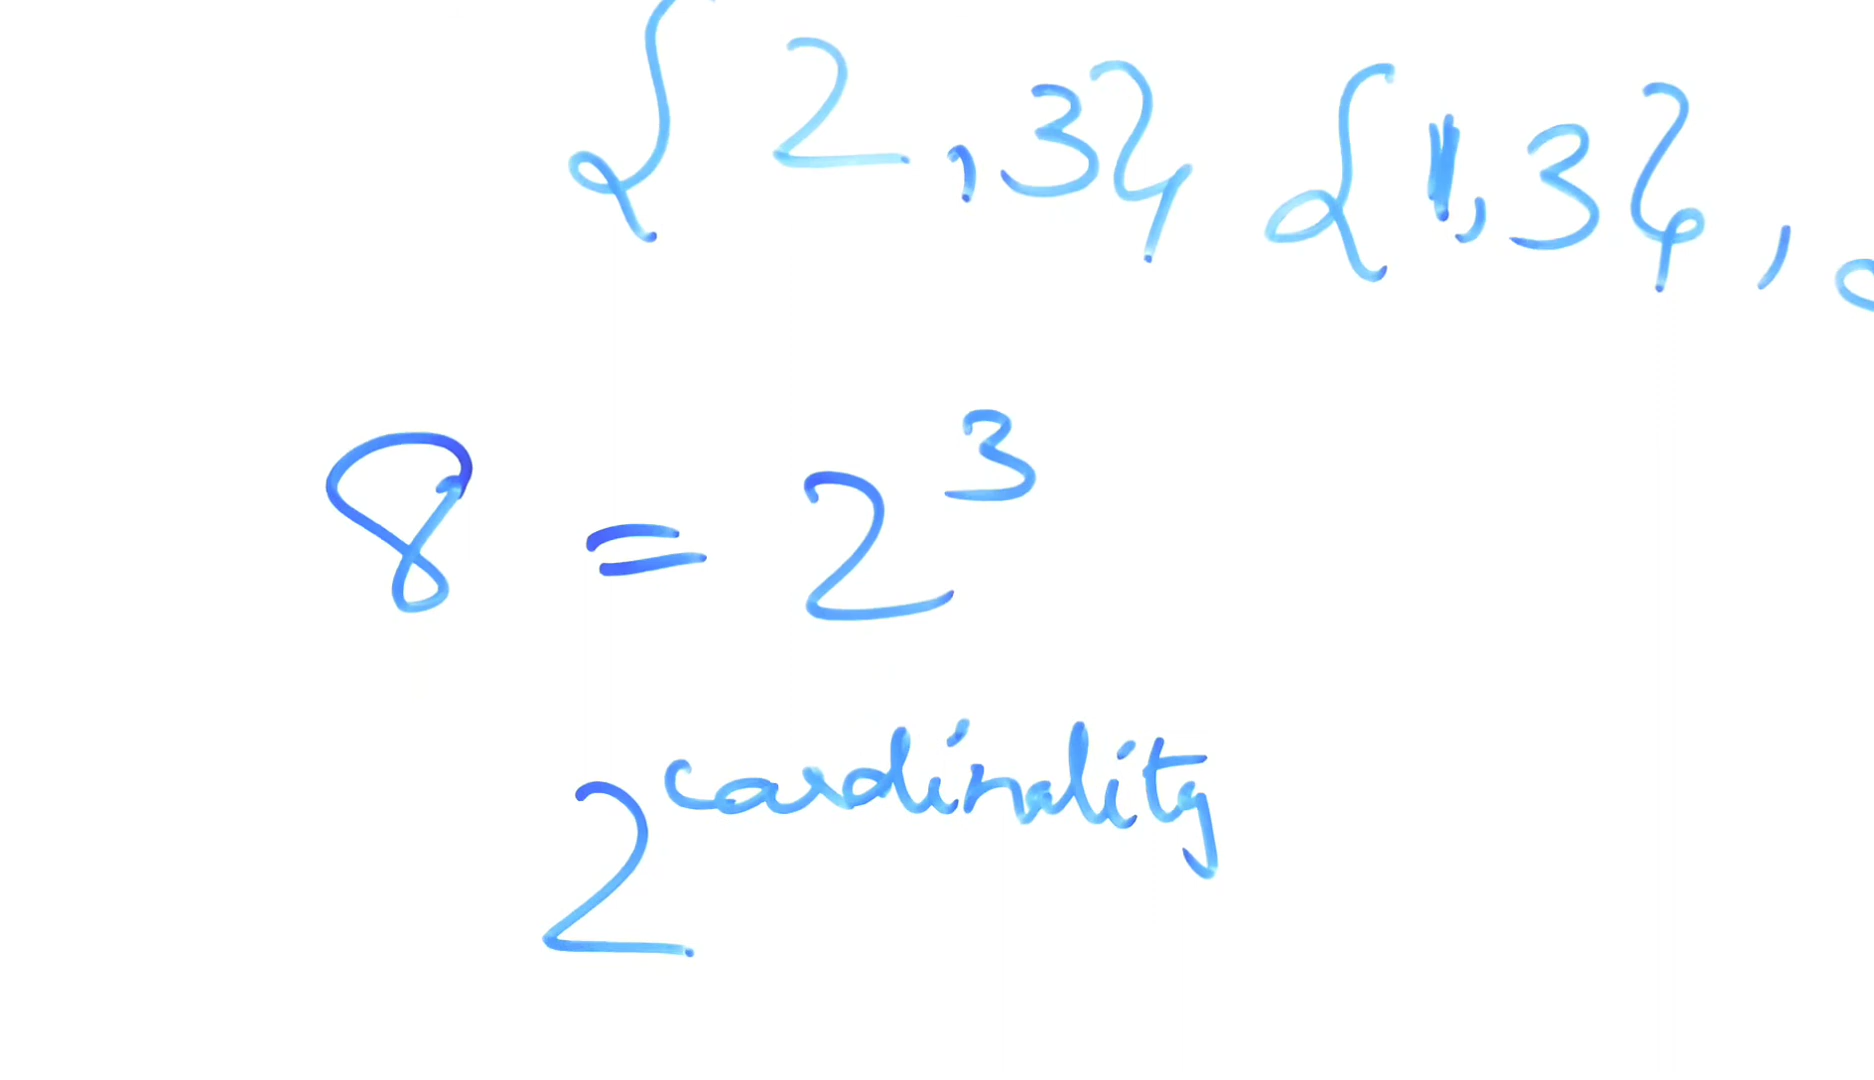 {2,3} {1,3},
8 = 2³
2^cardinality